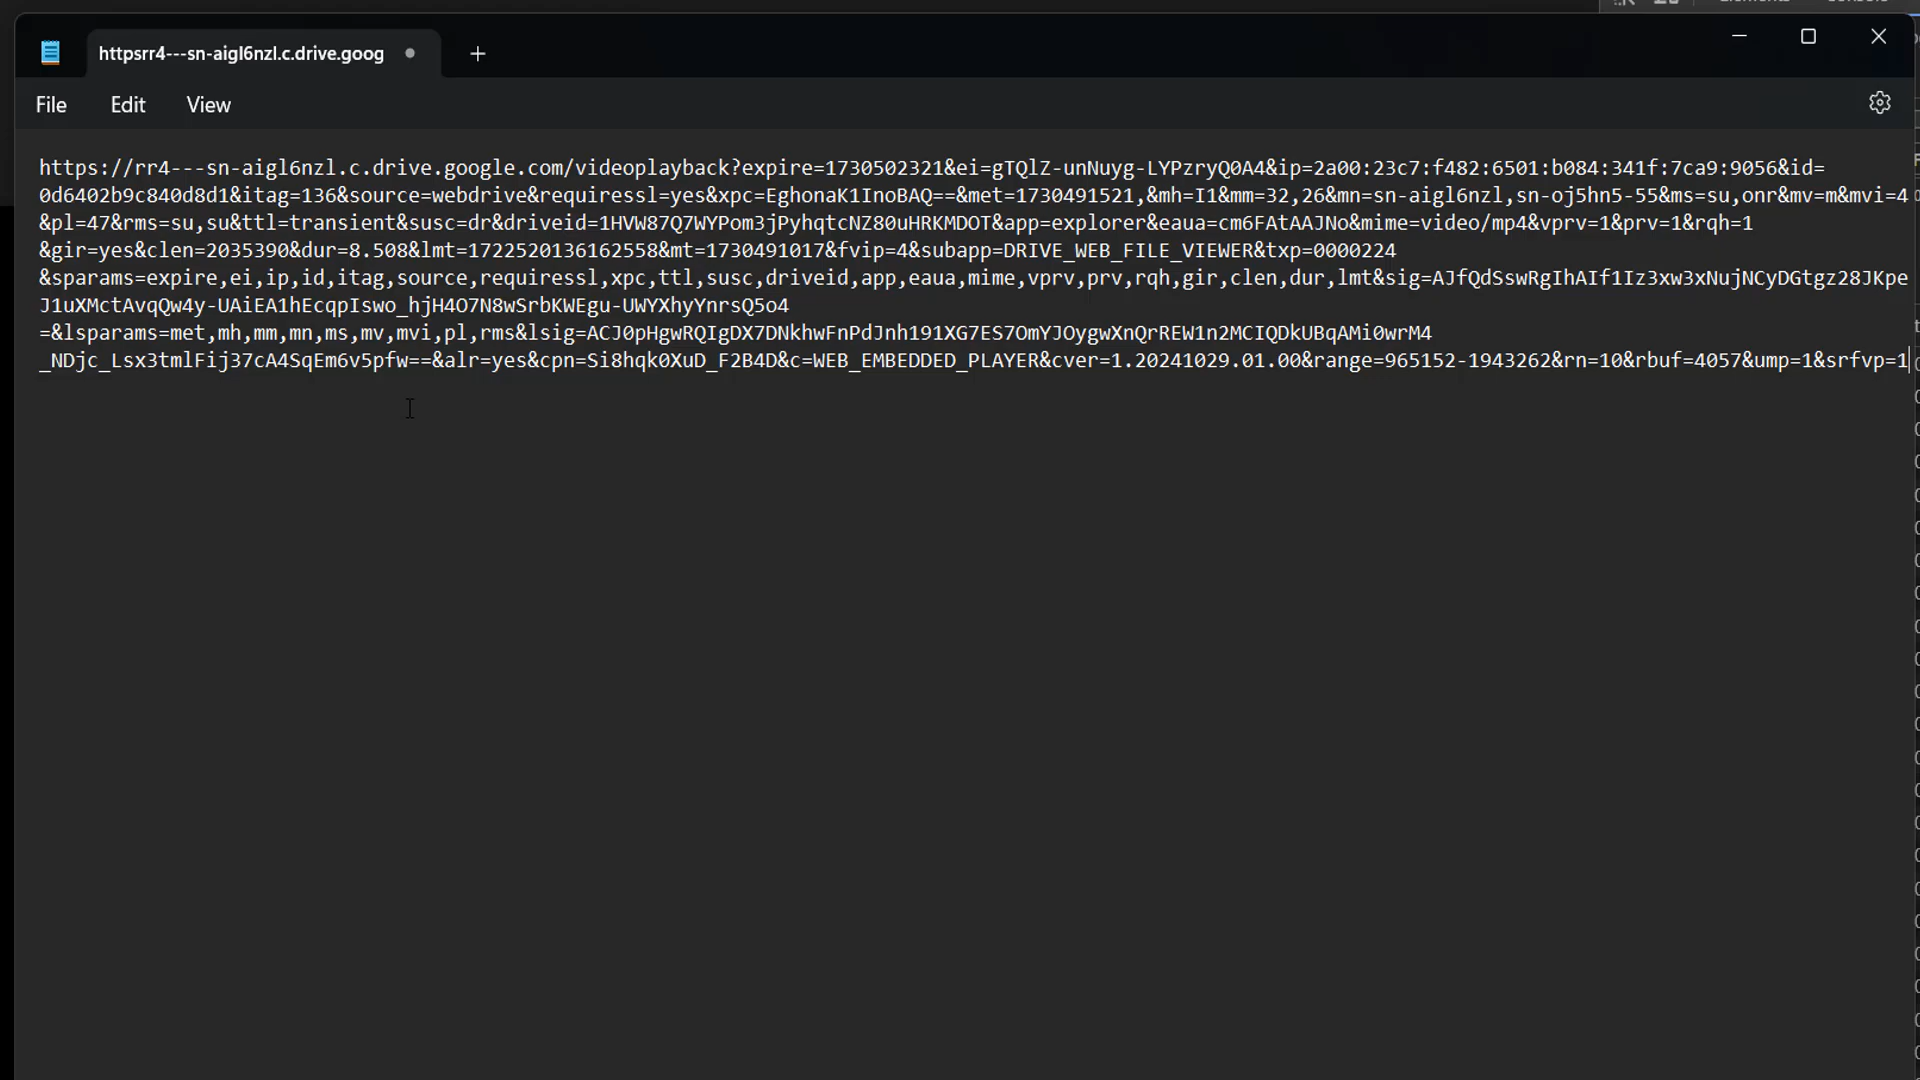 httpsrr4---sn-aigl6nzl.c.drive.goog
File Edit View
https://rr4---sn-aigl6nzl.c.drive.google.com/videoplayback?expire=1730502321&ei=gTQlZ-unNuyg-LYPzryQ0A4&ip=2a00:23c7:f482:6501:b084:341f:7ca9:9056&id=
0d6402b9c840d8d1&itag=136&source=webdrive&requiressl=yes&xpc=EghonaK1InoBAQ==&met=1730491521,&mh=I1&mm=32,26&mn=sn-aigl6nzl,sn-oj5hn5-55&ms=su,onr&mv=m&mvi=4
&pl=47&rms=su,su&ttl=transient&susc=dr&driveid=1HVW87Q7WYPom3jPyhqtcNZ80uHRKMDOT&app=explorer&eaua=cm6FAtAAJNo&mime=video/mp4&vprv=1&prv=1&rqh=1
&gir=yes&clen=2035390&dur=8.508&lmt=1722520136162558&mt=1730491017&fvip=4&subapp=DRIVE_WEB_FILE_VIEWER&txp=0000224
&sparams=expire,ei,ip,id,itag,source,requiressl,xpc,ttl,susc,driveid,app,eaua,mime,vprv,prv,rqh,gir,clen,dur,lmt&sig=AJfQdSswRgIhAIf1Iz3xw3xNujNCyDGtgz28JKpe
J1uXMctAvqQw4y-UAiEA1hEcqpIswo_hjH4O7N8wSrbKWEgu-UWYXhyYnrsQ5o4
=&lsparams=met,mh,mm,mn,ms,mv,mvi,pl,rms&lsig=ACJ0pHgwRQIgDX7DNkhwFnPdJnh191XG7ES7OmYJOygwXnQrREW1n2MCIQDkUBqAMi0wrM4
_NDjc_Lsx3tmlFij37cA4SqEm6v5pfw==&alr=yes&cpn=Si8hqk0XuD_F2B4D&c=WEB_EMBEDDED_PLAYER&cver=1.20241029.01.00&range=965152-1943262&rn=10&rbuf=4057&ump=1&srfvp=1